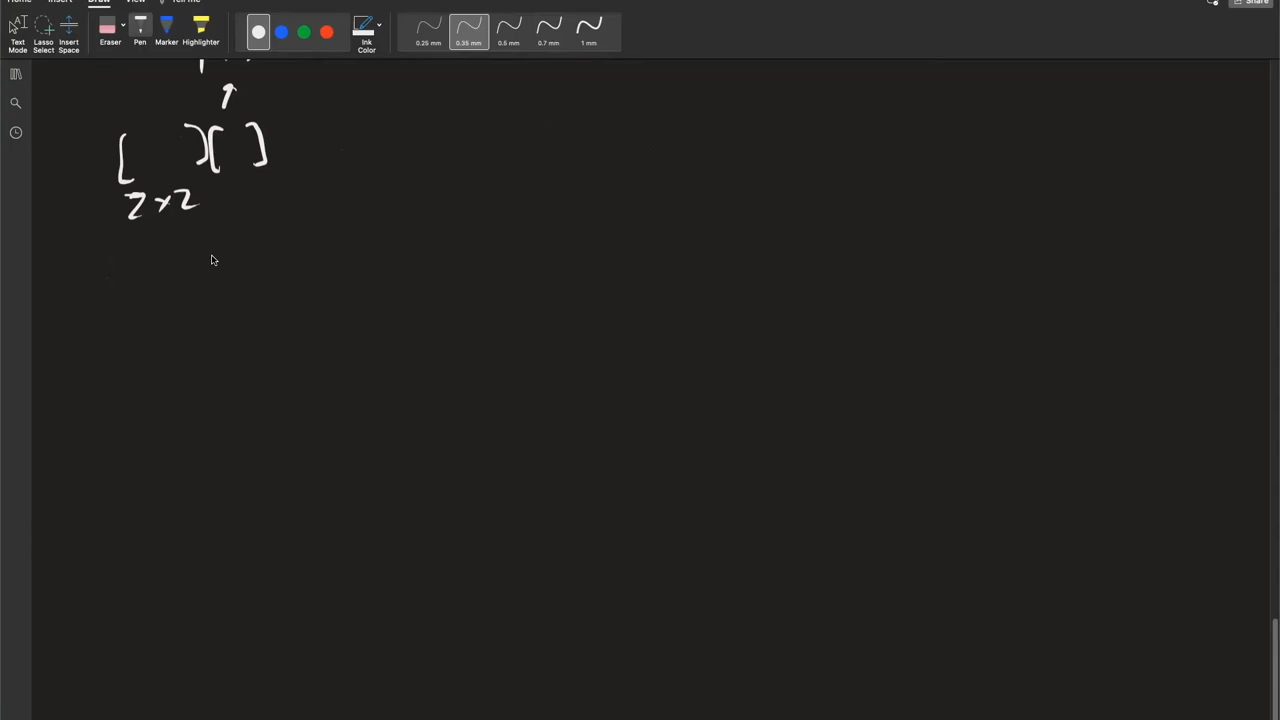 Home Insert Draw View Tell me Share
Text Mode Lasso Select Insert Space Eraser Pen Marker Highlighter Ink Color 0.25 mm 0.35 mm 0.5 mm 0.7 mm 1 mm
[ ] [ ]
2 × 2